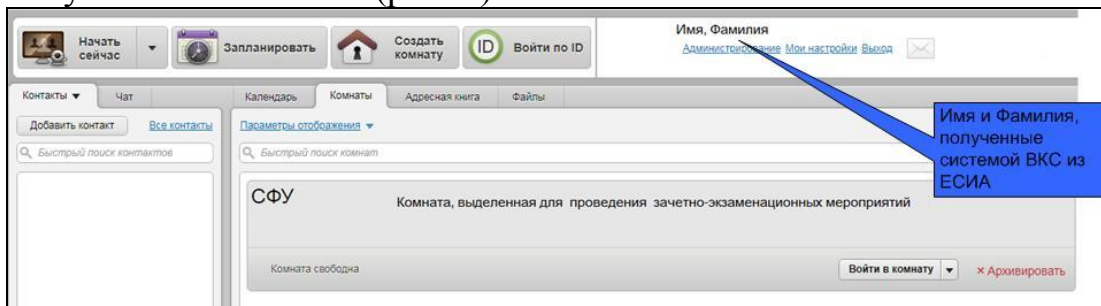 Начать
сейчас
Запланировать
Создать
комнату
ID
Войти по ID
Имя, Фамилия
Администрирование Мои настройки Выход
Контакты
Чат
Календарь
Комнаты
Адресная книга
Файлы
Добавить контакт
Все контакты
Параметры отображения
Быстрый поиск контактов
Быстрый поиск комнат
Имя и Фамилия,
полученные
системой ВКС из
ЕСИА
СФУ
Комната, выделенная для проведения зачетно-экзаменационных мероприятий
Комната свободна
Войти в комнату
× Архивировать